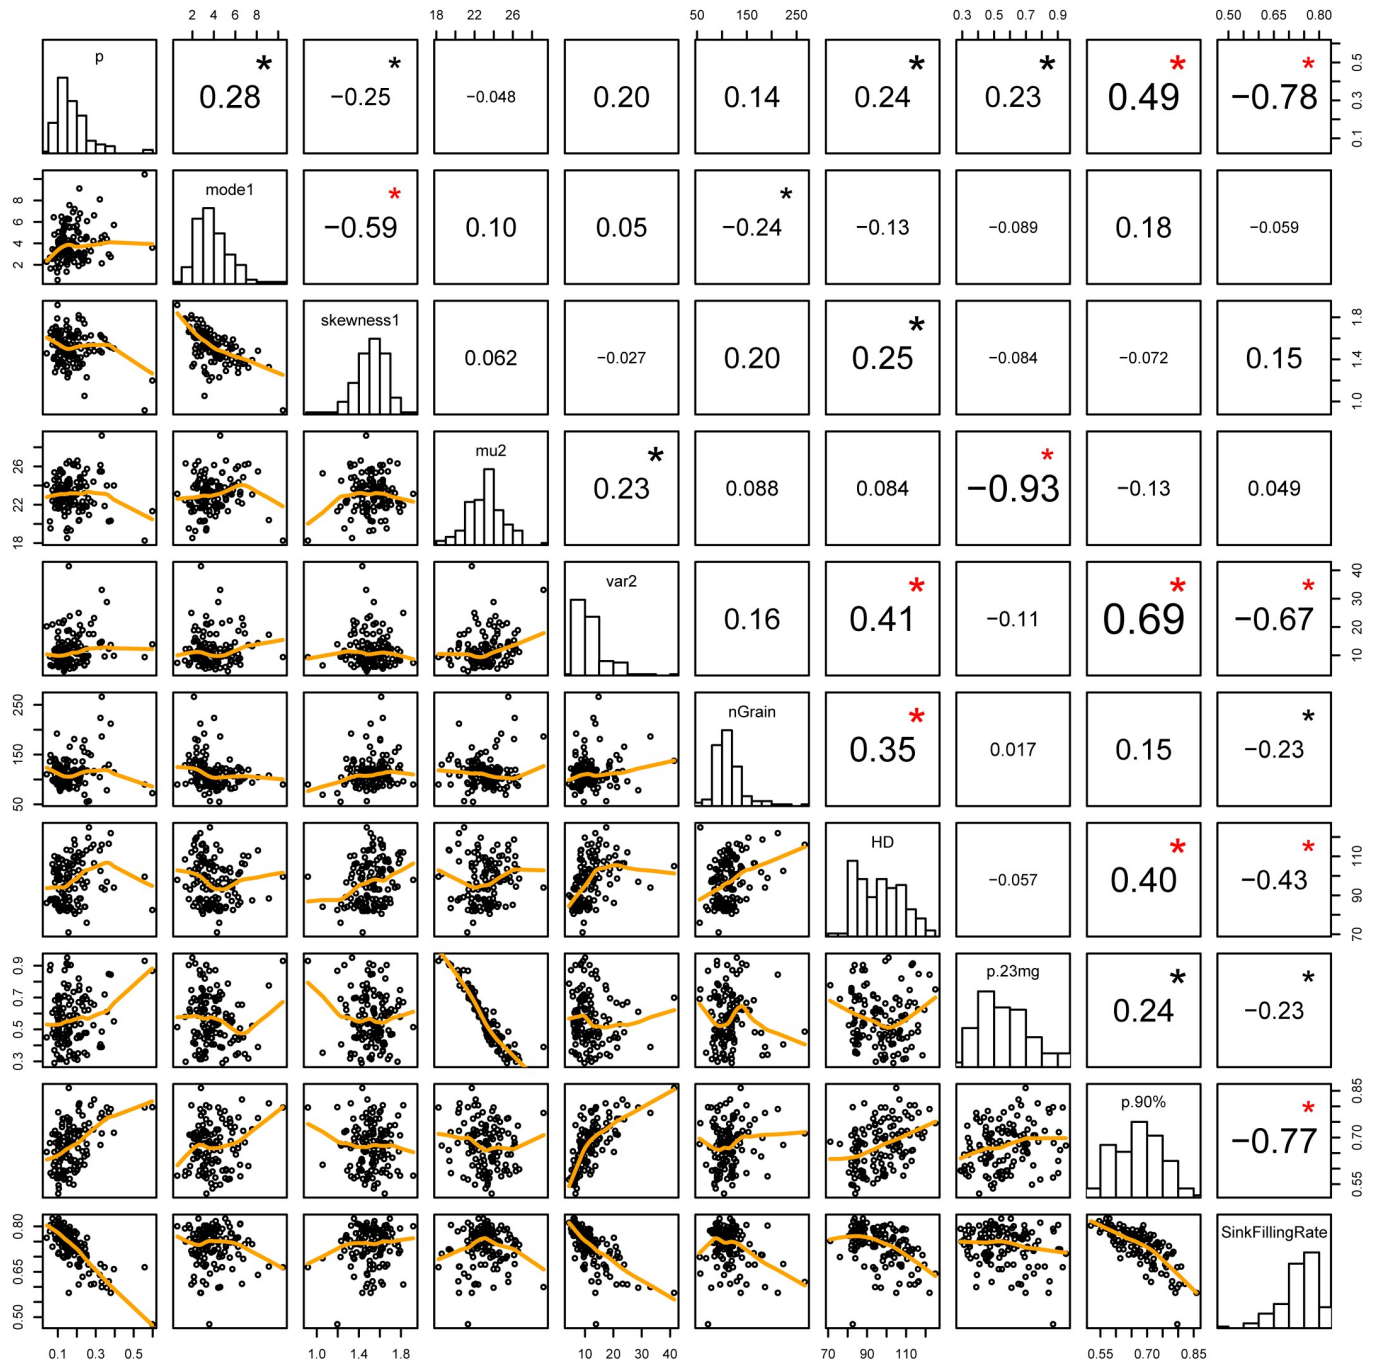 2 4 6 8 18 22 26 50 150 250 0.3 0.5 0.7 0.9 0.50 0.65 0.80
p * * * * * *
0.28 −0.25 −0.048 0.20 0.14 0.24 0.23 0.49 −0.78
0.1 0.3 0.5
mode1 * *
−0.59 0.10 0.05 −0.24 −0.13 −0.089 0.18 −0.059
2 4 6 8
skewness1 *
0.062 −0.027 0.20 0.25 −0.084 −0.072 0.15
1.0 1.4 1.8
mu2 * *
0.23 0.088 0.084 −0.93 −0.13 0.049
18 22 26
var2 * * *
0.16 0.41 −0.11 0.69 −0.67
10 20 30 40
nGrain * *
0.35 0.017 0.15 −0.23
50 150 250
HD * *
−0.057 0.40 −0.43
70 90 110
p.23mg * *
0.24 −0.23
0.3 0.5 0.7 0.9
p.90% *
−0.77
0.55 0.70 0.85
SinkFillingRate
0.50 0.65 0.80
0.1 0.3 0.5 1.0 1.4 1.8 10 20 30 40 70 90 110 0.55 0.70 0.85